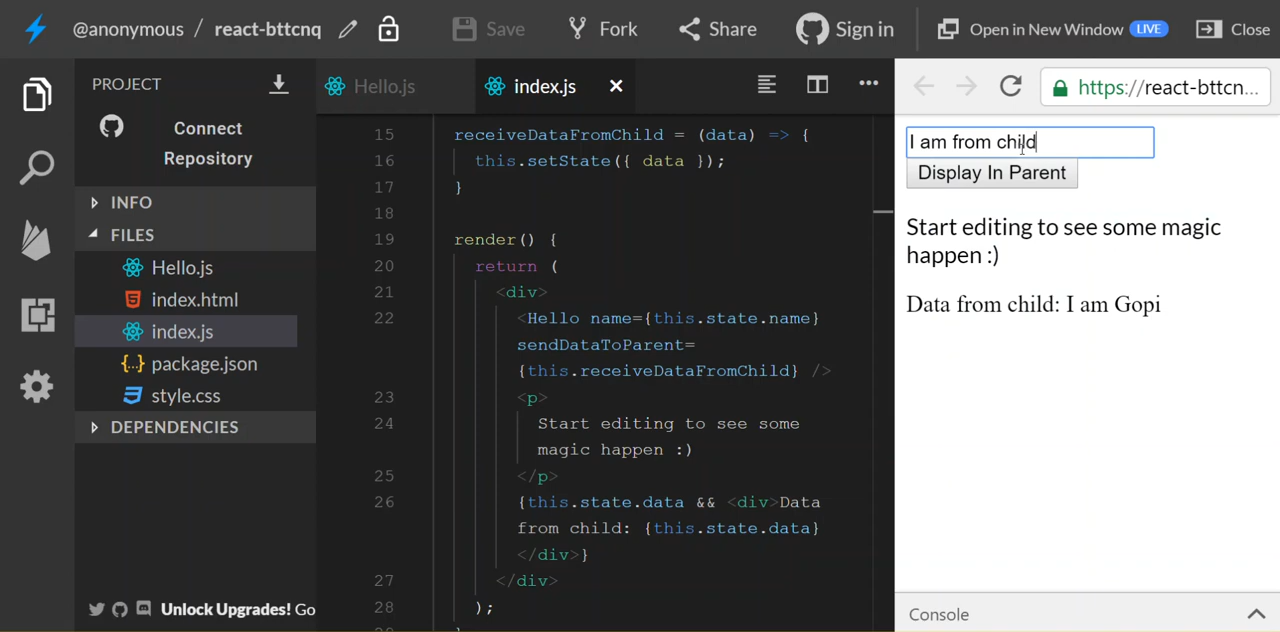 @anonymous / react-bttcnq
Save
Fork
Share
Sign in
Open in New Window LIVE
Close
PROJECT
Connect
Repository
INFO
FILES
Hello.js
index.html
index.js
package.json
style.css
DEPENDENCIES
Unlock Upgrades! Go
Hello.js
index.js
15 receiveDataFromChild = (data) => {
16 this.setState({ data });
17 }
18
19 render() {
20 return (
21 <div>
22 <Hello name={this.state.name}
sendDataToParent=
{this.receiveDataFromChild} />
23 <p>
24 Start editing to see some
magic happen :)
25 </p>
26 {this.state.data && <div>Data
from child: {this.state.data}
</div>}
27 </div>
28 );
https://react-bttcn...
I am from child
Display In Parent
Start editing to see some magic
happen :)
Data from child: I am Gopi
Console